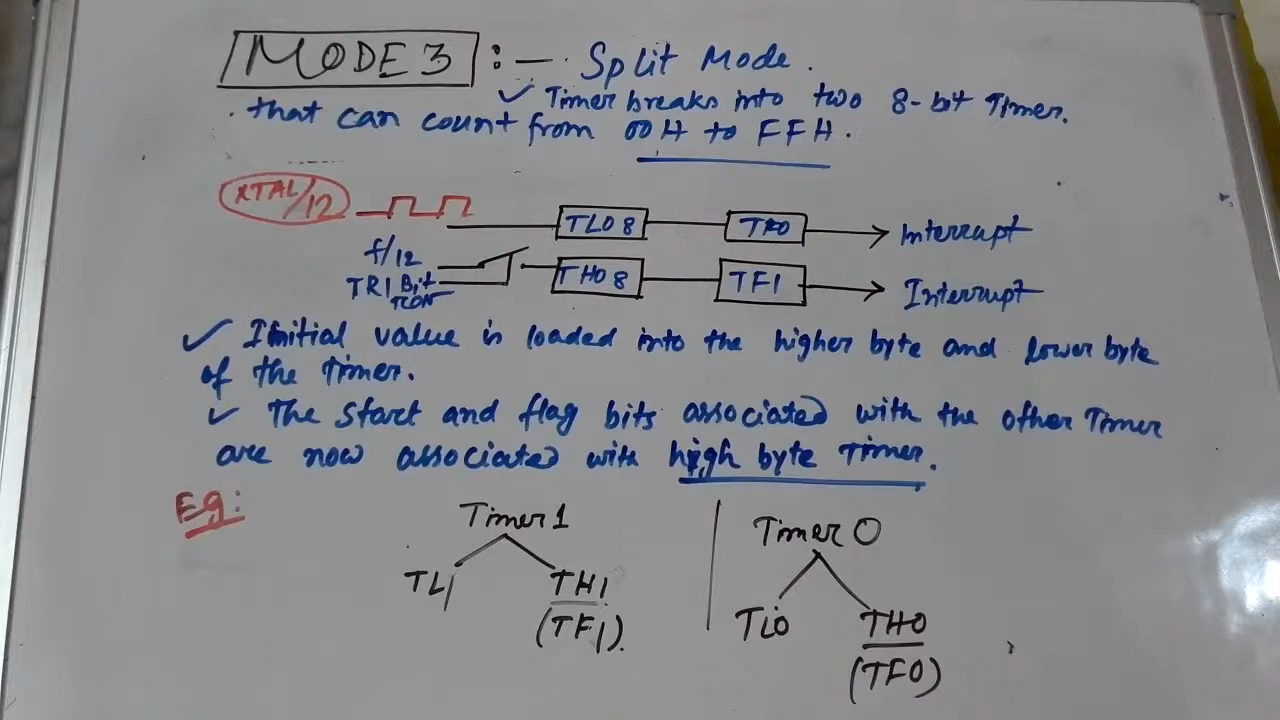 MODE 3 :- Split Mode.
✓ Timer breaks into two 8-bit Timer.
that can count from 00H to FFH.
XTAL/12
TL0 8
TF0
Interrupt
f/12
TR1 Bit
TCON
TH0 8
TF1
Interrupt
✓ Initial value is loaded into the higher byte and lower byte
of the timer.
✓ The start and flag bits associated with the other Timer
are now associated with high byte Timer.
Eg:
Timer 1
TL1
TH1
(TF1).
Timer 0
TL0
TH0
(TF0)